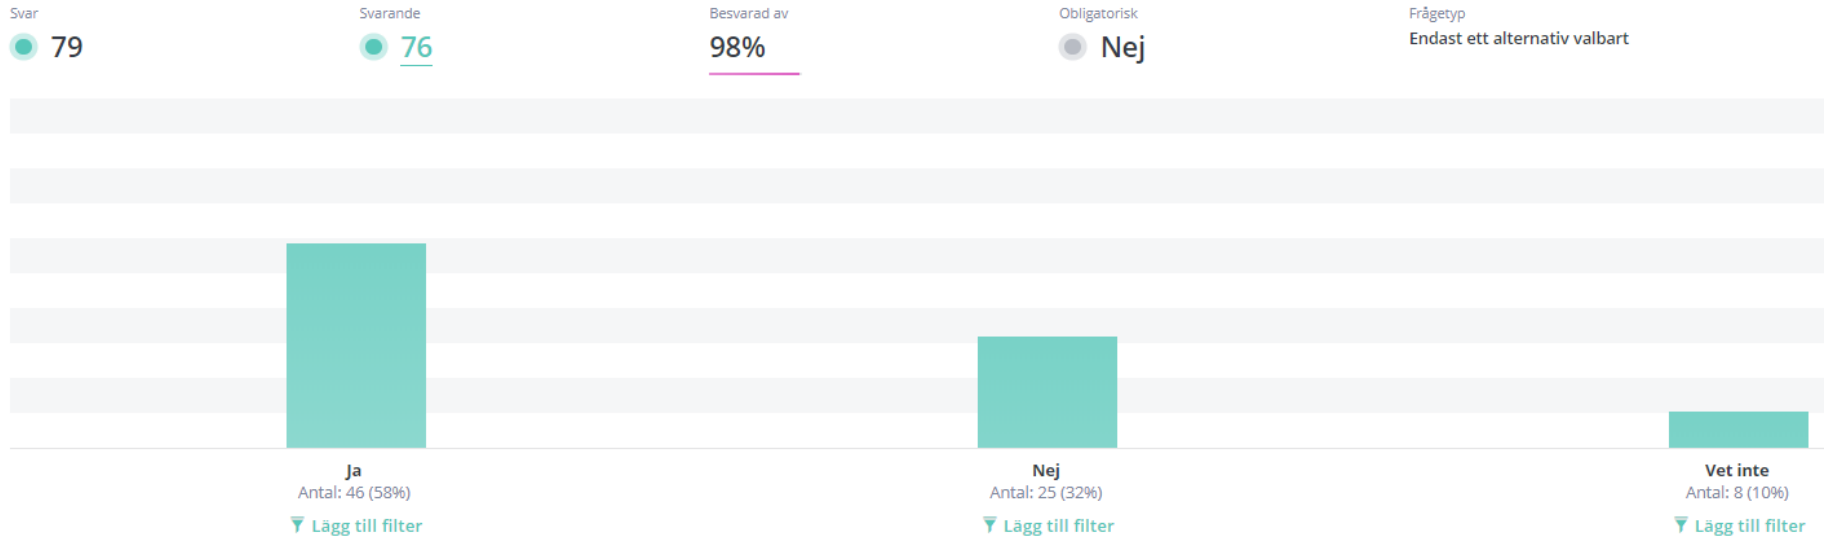 Svar
79
Svarande
76
Besvarad av
98%
Obligatorisk
Nej
Frågetyp
Endast ett alternativ valbart
Ja
Antal: 46 (58%)
Lägg till filter
Nej
Antal: 25 (32%)
Lägg till filter
Vet inte
Antal: 8 (10%)
Lägg till filter